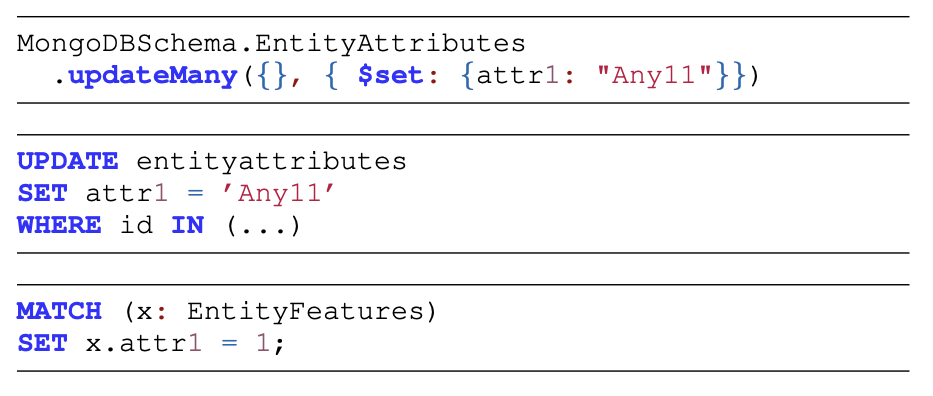 MongoDBSchema.EntityAttributes
.updateMany({}, { $set: {attr1: "Any11"}})
UPDATE entityattributes
SET attr1 = ’Any11’
WHERE id IN (...)
MATCH (x: EntityFeatures)
SET x.attr1 = 1;